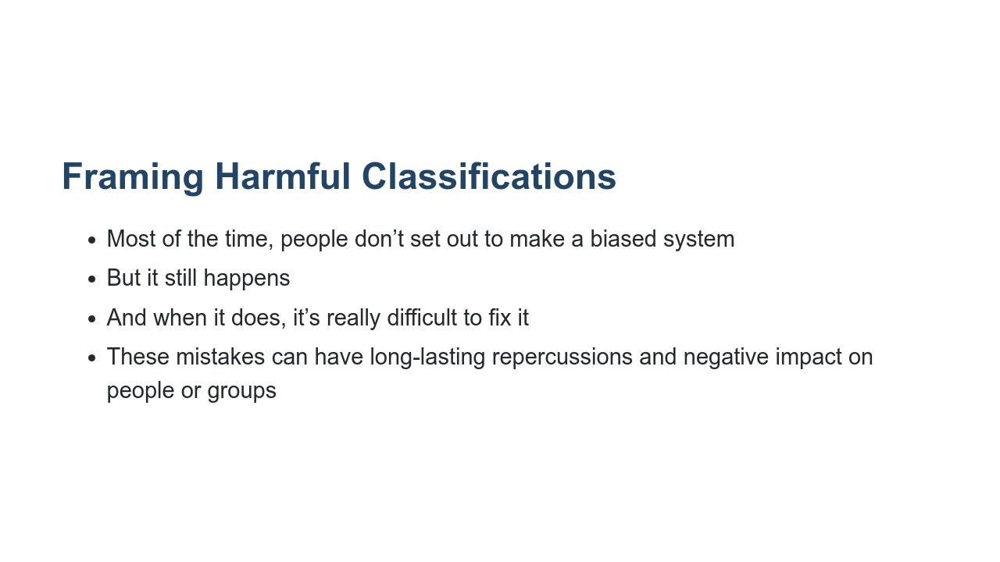 Framing Harmful Classifications
• Most of the time, people don’t set out to make a biased system
• But it still happens
• And when it does, it’s really difficult to fix it
• These mistakes can have long-lasting repercussions and negative impact on
people or groups